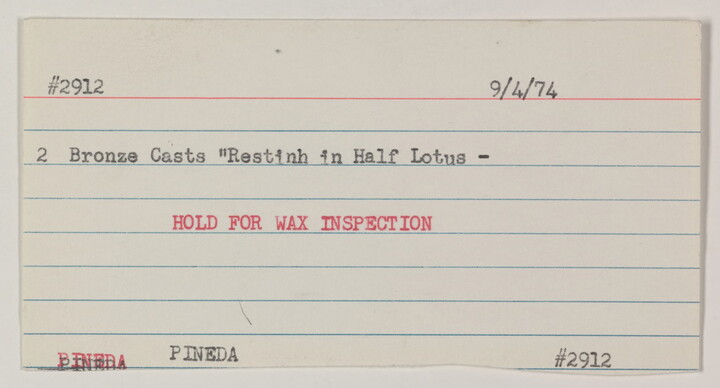 #2912 9/4/74
2 Bronze Casts "Restinh in Half Lotus -
HOLD FOR WAX INSPECTION
PINEDA PINEDA #2912